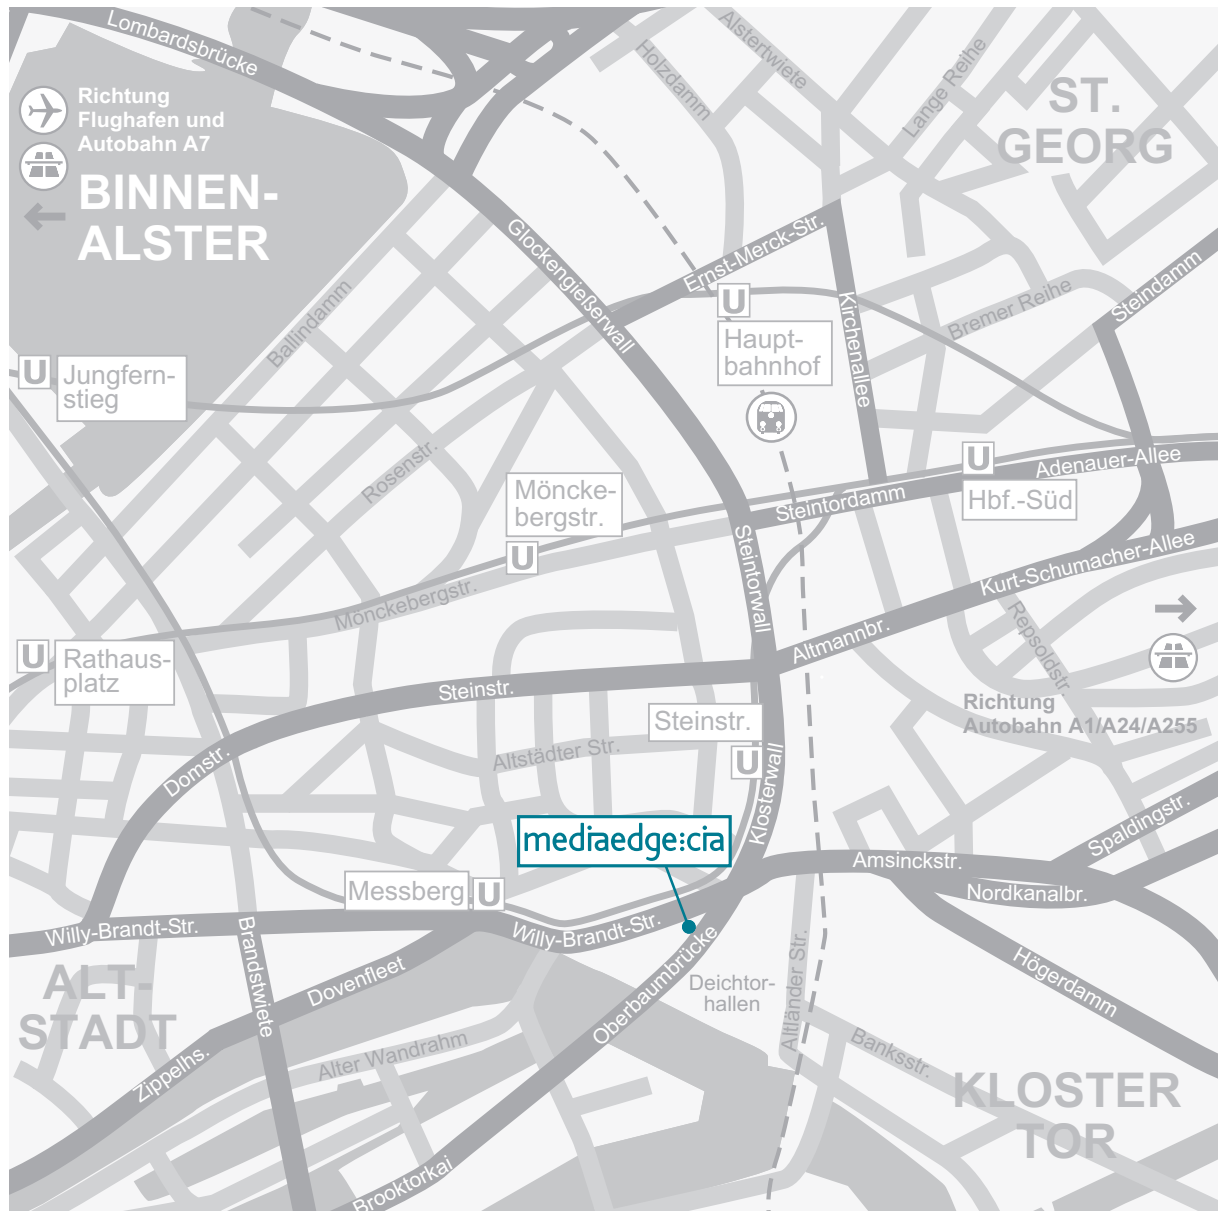 Lombardsbrücke
Holzdamm
Alstertwiete
Lange Reihe
ST.
GEORG
Richtung
Flughafen und
Autobahn A7
BINNEN-
ALSTER
Glockengießerwall
Ernst-Merck-Str.
Kirchenallee
Bremer Reihe
Steindamm
Ballindamm
U
Haupt-
bahnhof
U
Jungfern-
stieg
Rosenstr.
Möncke-
bergstr.
U
U
Hbf.-Süd
Adenauer-Allee
Steintordamm
Steintorwall
Kurt-Schumacher-Allee
Mönckebergstr.
Altmannbr.
Repsoldstr.
U
Rathaus-
platz
Steinstr.
Domstr.
Altstädter Str.
Steinstr.
U
Klosterwall
Richtung
Autobahn A1/A24/A255
Spaldingstr.
mediaedge:cia
Amsinckstr.
Nordkanalbr.
Messberg
U
Willy-Brandt-Str.
Willy-Brandt-Str.
Brandstwiete
Dovenfleet
Oberbaumbrücke
Deichtor-
hallen
Altländer Str.
Högerdamm
ALT-
STADT
Zippelhs.
Alter Wandrahm
Banksstr.
KLOSTER
TOR
Brooktorkai